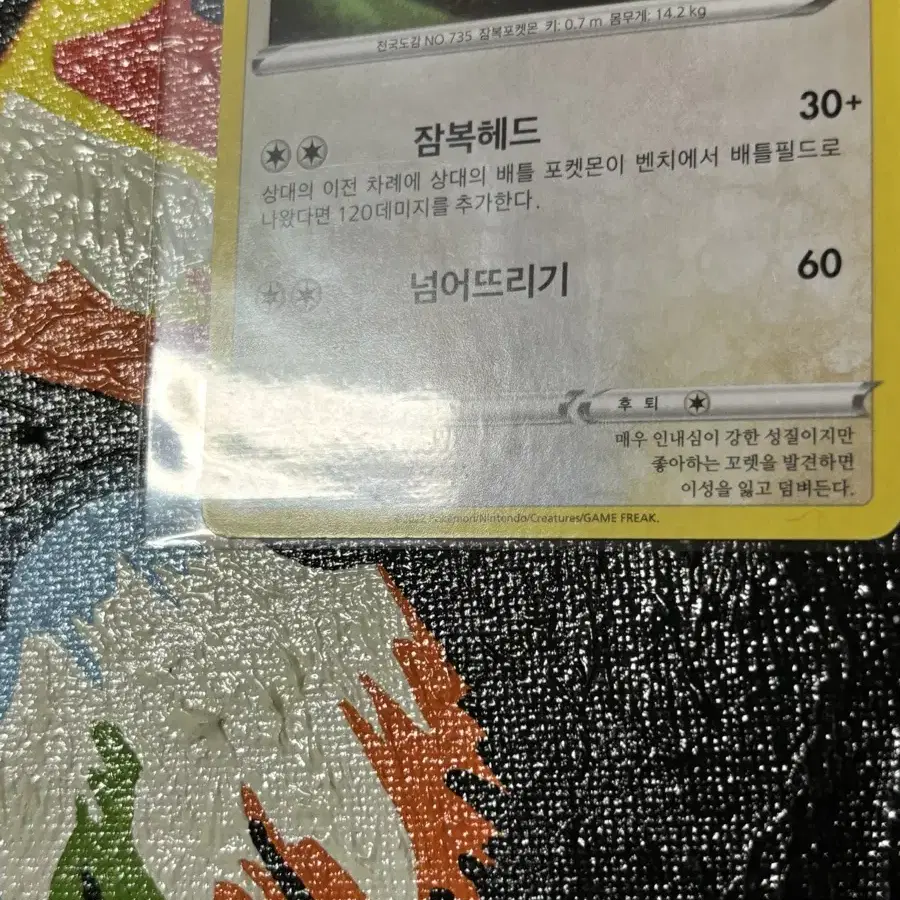 전국도감 NO.735 잠복포켓몬 키: 0.7 m 몸무게: 14.2 kg
잠복헤드 30+
상대의 이전 차례에 상대의 배틀 포켓몬이 벤치에서 배틀필드로
나왔다면 120데미지를 추가한다.
넘어뜨리기 60
후퇴
매우 인내심이 강한 성질이지만
좋아하는 꼬렛을 발견하면
이성을 잃고 덤벼든다.
©2022 Pokémon/Nintendo/Creatures/GAME FREAK.